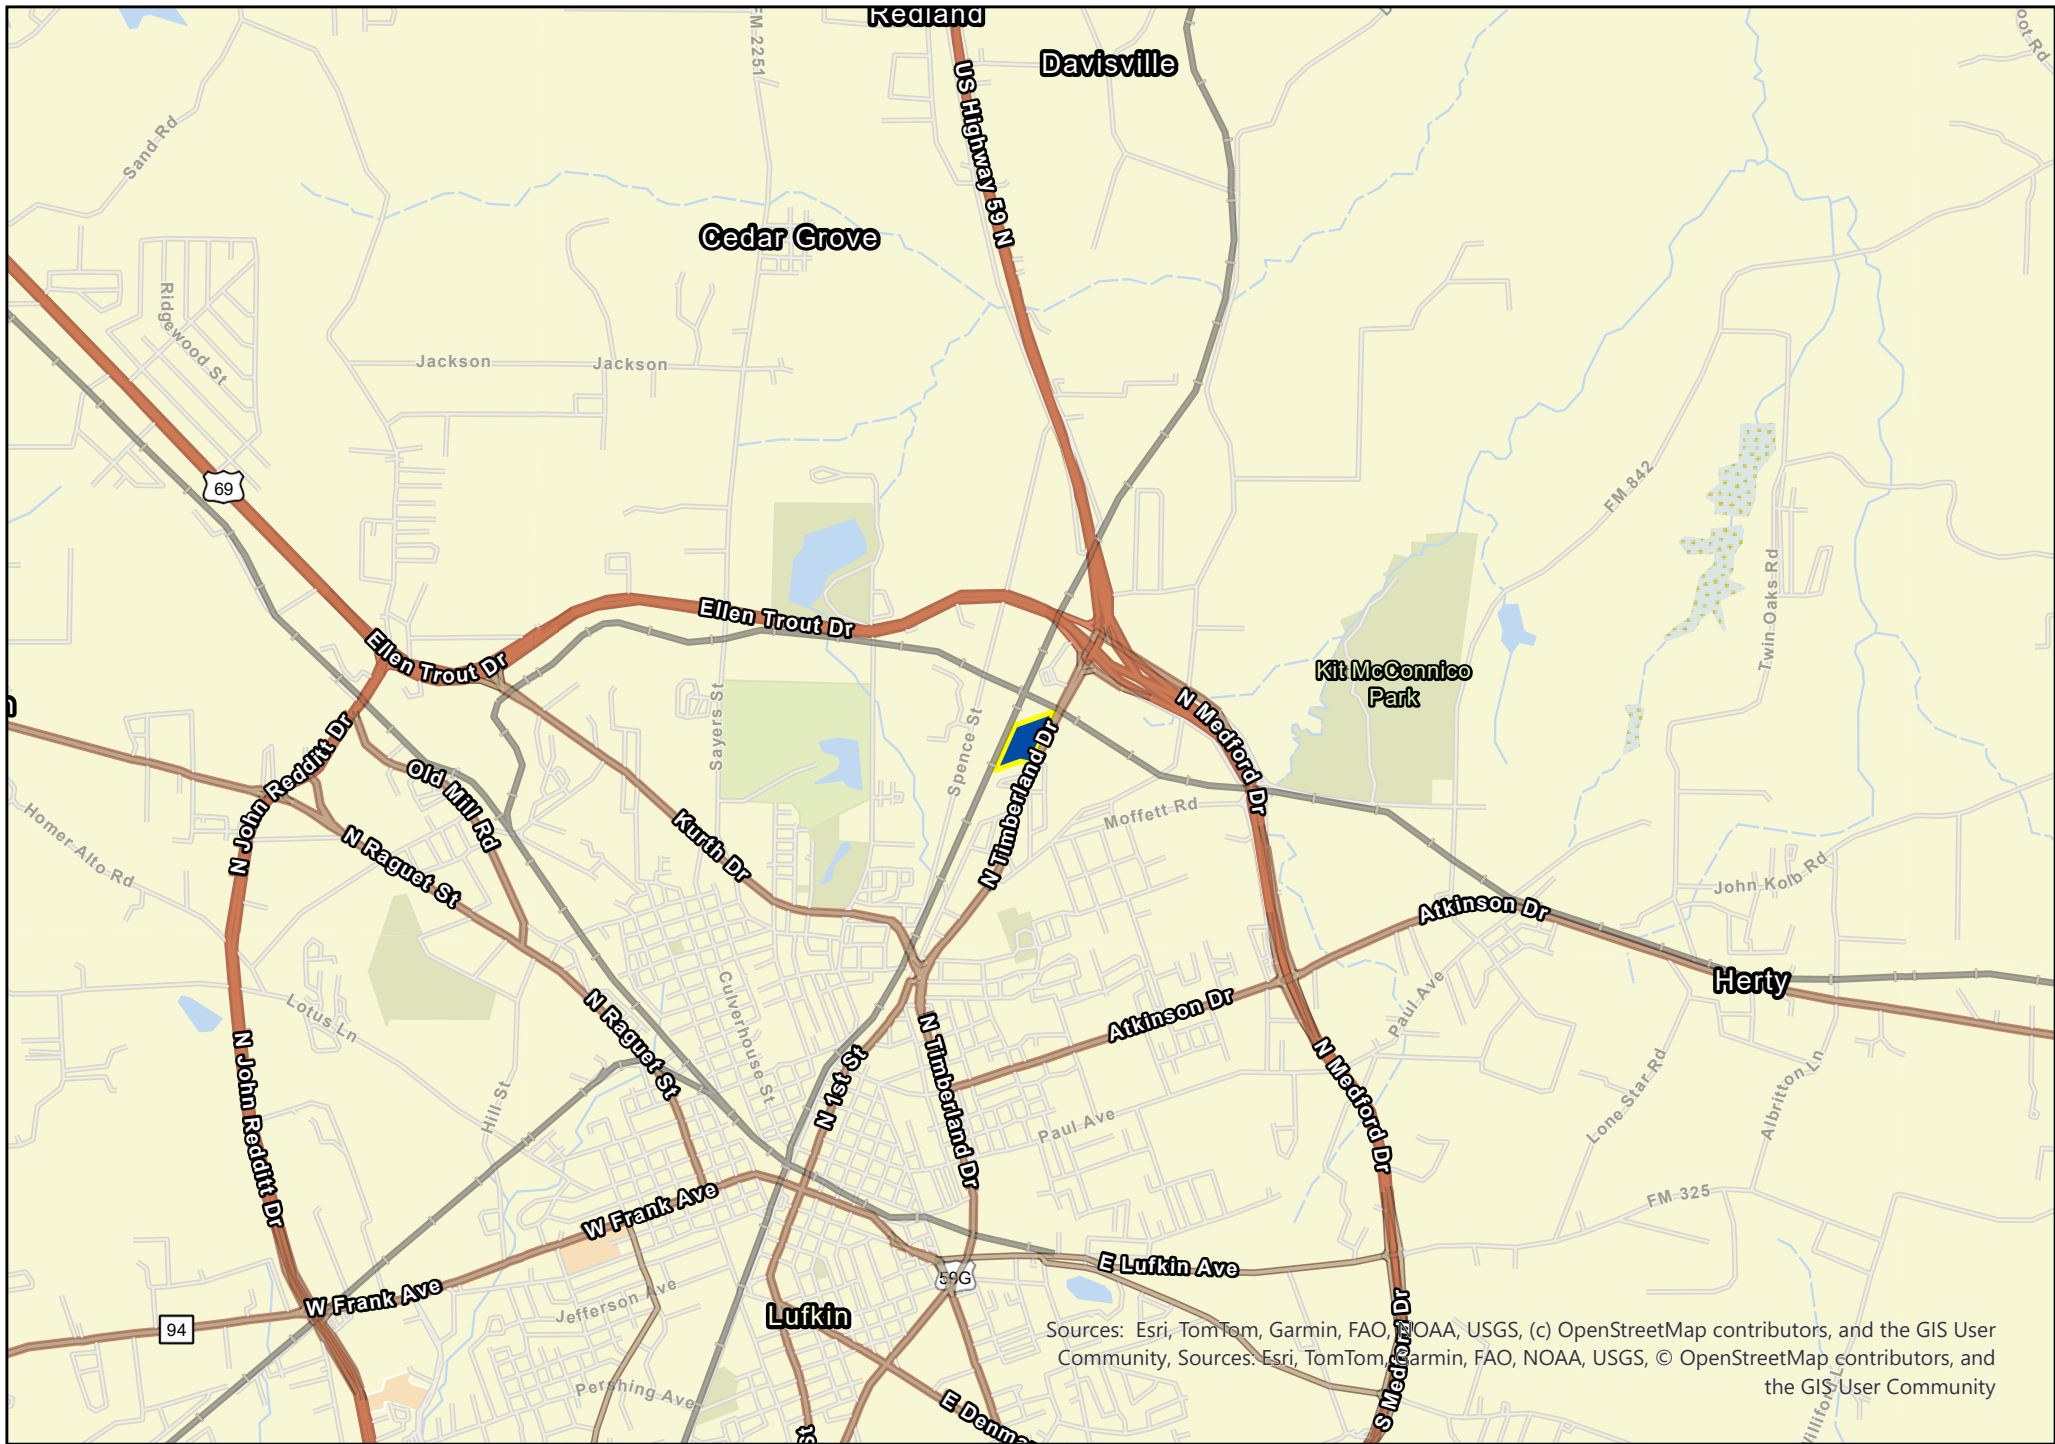 Redland
Davisville
FM 2251
oot Rd
US Highway 59 N
Sand Rd
Cedar Grove
Ridgewood St
Jackson
Jackson
69
FM 842
Twin Oaks Rd
Ellen Trout Dr
Ellen Trout Dr
Kit McConnico
Park
Sayers St
Spence St
N Medford Dr
N Timberland Dr
N John Redditt Dr
Old Mill Rd
Moffett Rd
Homer Alto Rd
N Raguet St
Kurth Dr
John Kolb Rd
Atkinson Dr
Herty
Lotus Ln
Culverhouse St
N Raguet St
Atkinson Dr
Paul Ave
N John Redditt Dr
Hill St
N 1st St
N Timberland Dr
Paul Ave
N Medford Dr
Lone Star Rd
Albritton Ln
FM 325
W Frank Ave
E Lufkin Ave
59G
W Frank Ave
Jefferson Ave
94
Lufkin
S Medford Dr
Pershing Ave
E Denma
st
Sources: Esri, TomTom, Garmin, FAO, NOAA, USGS, (c) OpenStreetMap contributors, and the GIS User
Community, Sources: Esri, TomTom, Garmin, FAO, NOAA, USGS, © OpenStreetMap contributors, and
the GIS User Community